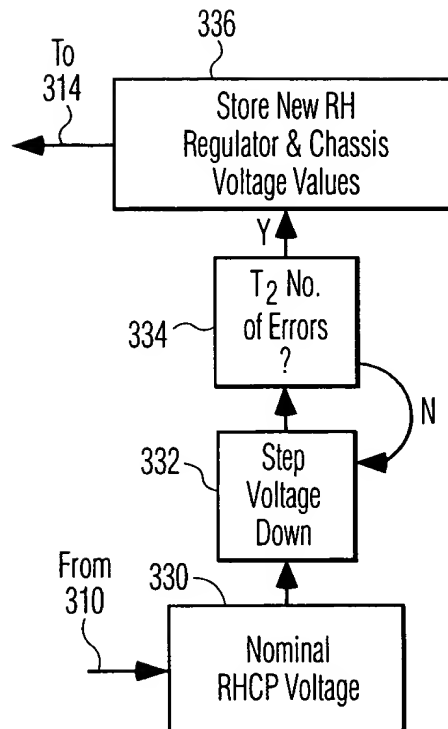 336
To
314
Store New RH
Regulator & Chassis
Voltage Values
Y
T2 No.
of Errors
?
334
N
332
Step
Voltage
Down
From
310
330
Nominal
RHCP Voltage